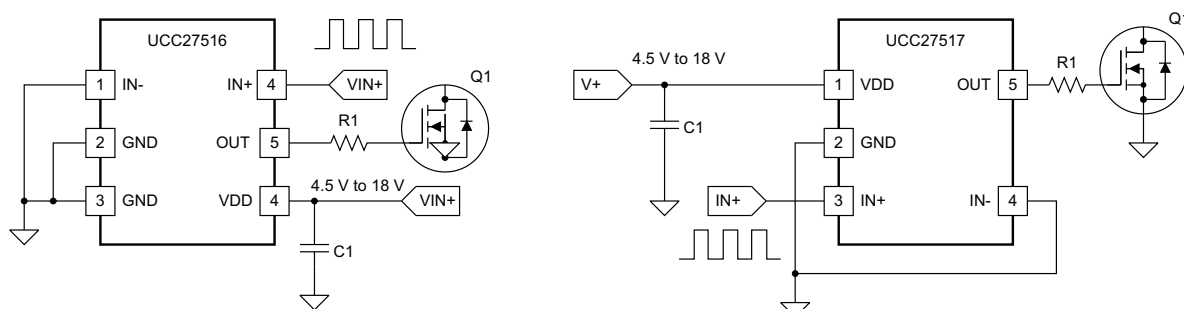 UCC27516
1 IN-
IN+ 4
VIN+
Q1
2 GND
OUT 5
R1
3 GND
VDD 4
4.5 V to 18 V
VIN+
C1
UCC27517
Q1
4.5 V to 18 V
V+
1 VDD
OUT 5
R1
C1
2 GND
IN+
3 IN+
IN- 4